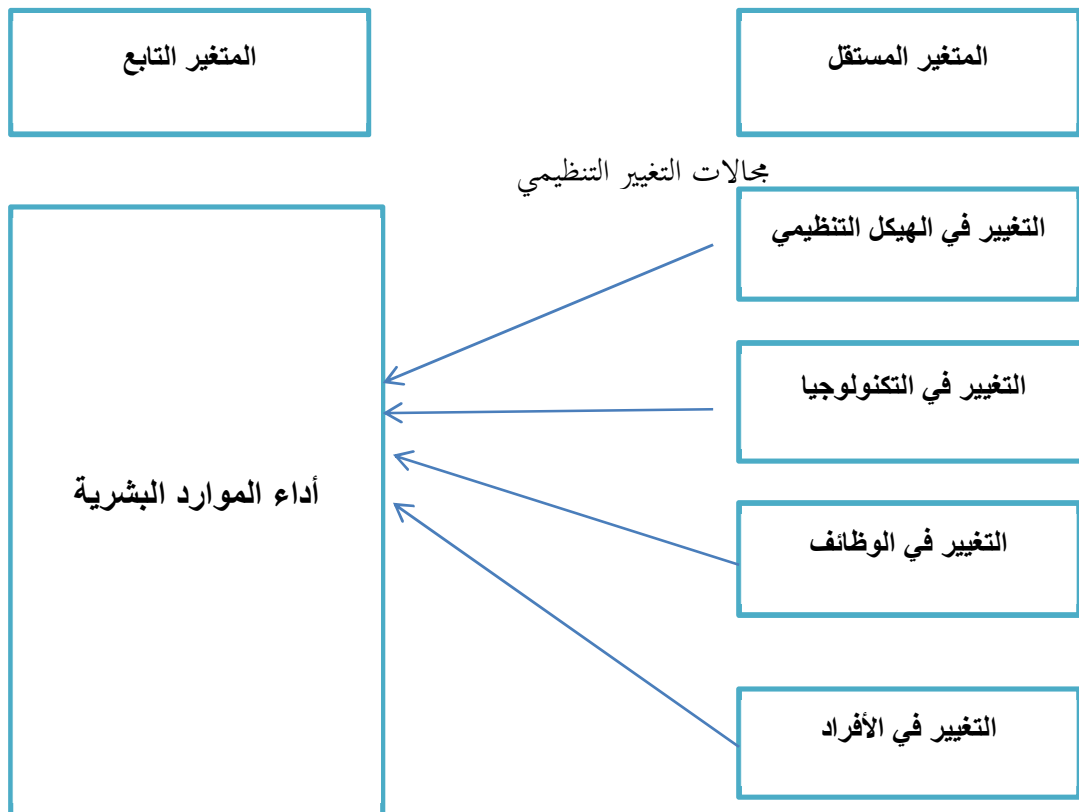 المتغير المستقل
المتغير التابع
مجالات التغيير التنظيمي
التغيير في الهيكل التنظيمي
التغيير في التكنولوجيا
التغيير في الوظائف
التغيير في الأفراد
أداء الموارد البشرية